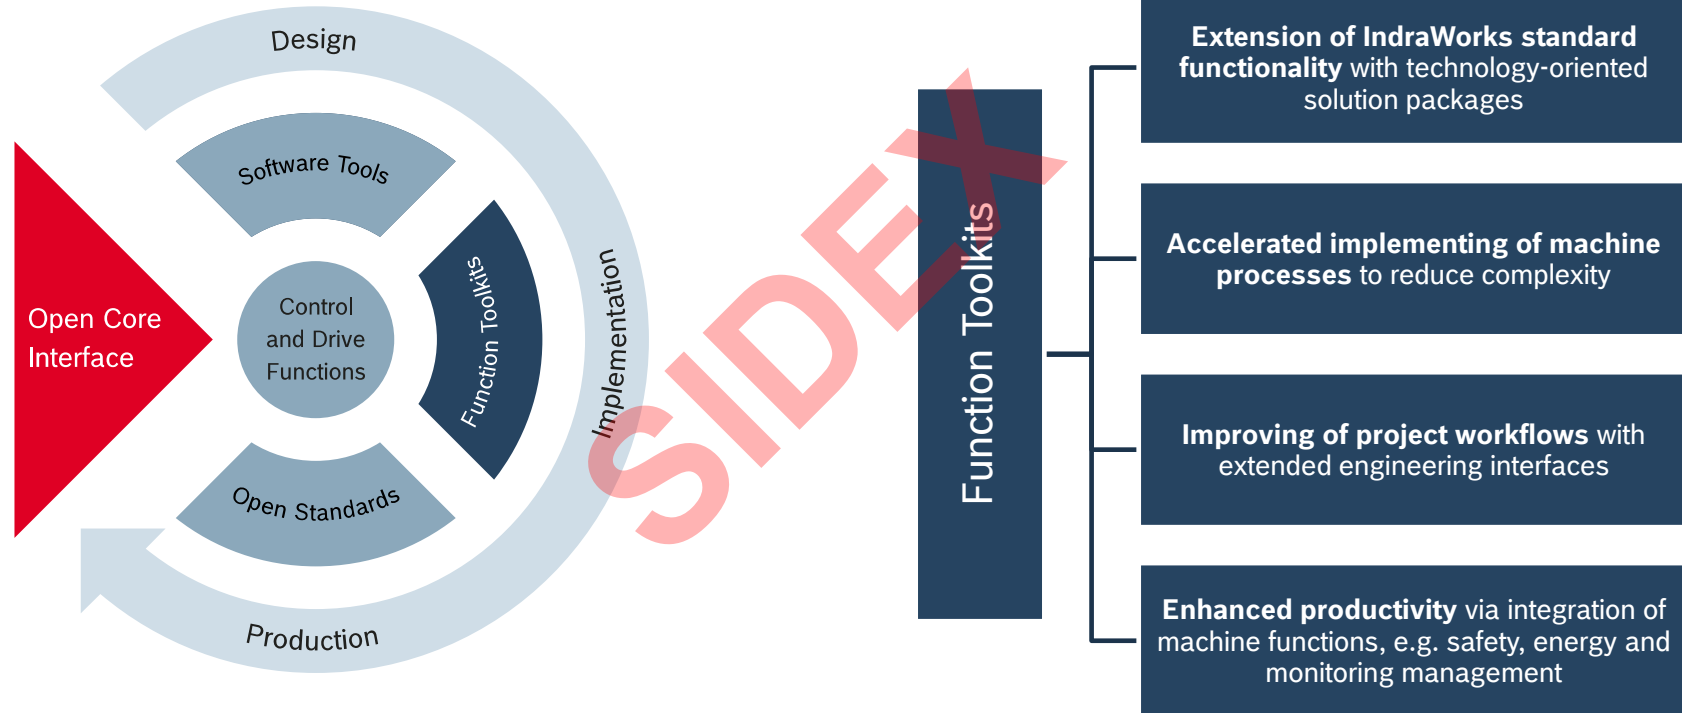 Design
Software Tools
Open Core
Interface
Control
and Drive
Functions
Function Toolkits
Implementation
Open Standards
Production
SIDEX
Function Toolkits
Extension of IndraWorks standard
functionality with technology-oriented
solution packages
Accelerated implementing of machine
processes to reduce complexity
Improving of project workflows with
extended engineering interfaces
Enhanced productivity via integration of
machine functions, e.g. safety, energy and
monitoring management